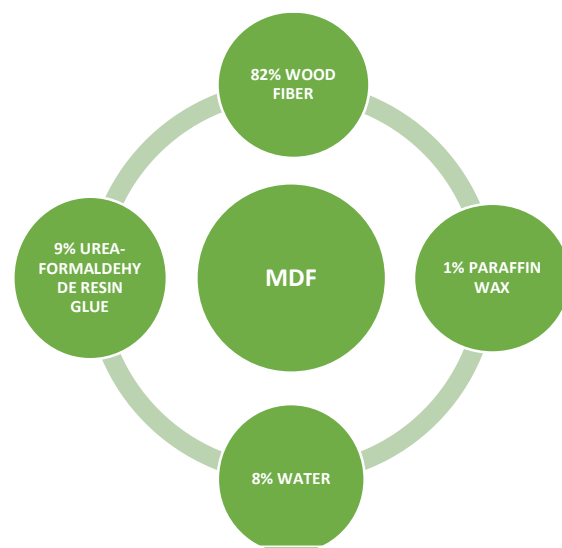 82% WOOD
FIBER
9% UREA-
FORMALDEHY
DE RESIN
GLUE
MDF
1% PARAFFIN
WAX
8% WATER